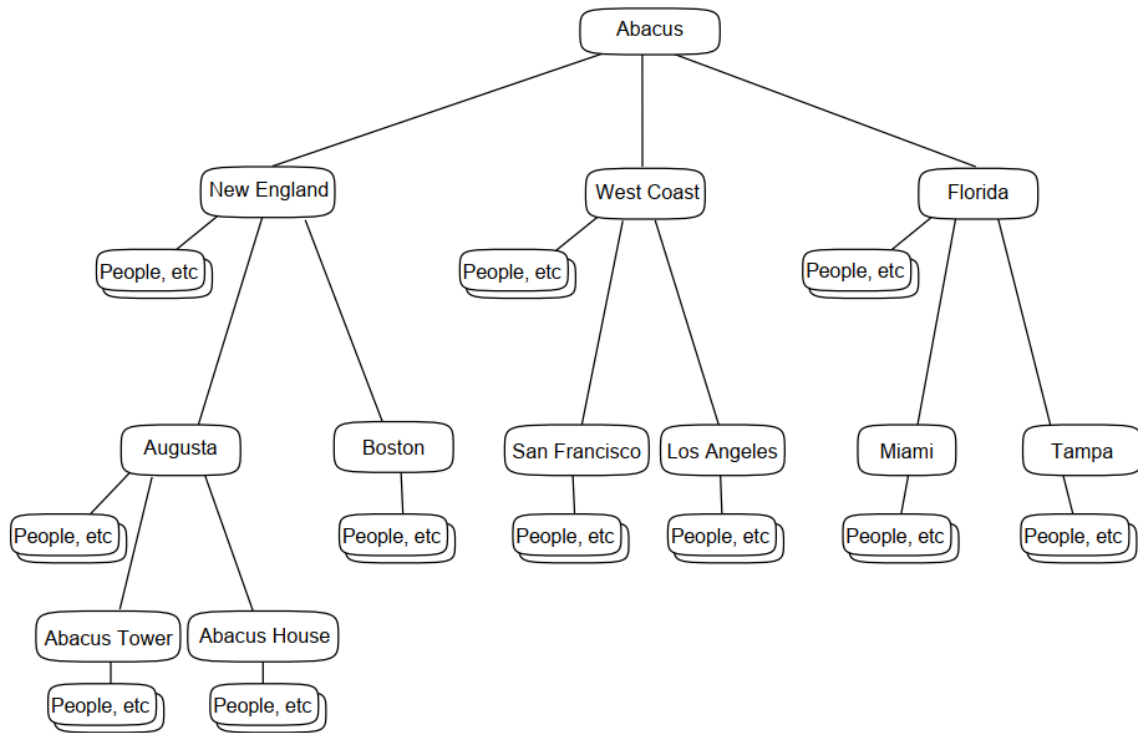 Abacus
New England
West Coast
Florida
People, etc
People, etc
People, etc
Augusta
Boston
San Francisco
Los Angeles
Miami
Tampa
People, etc
People, etc
People, etc
People, etc
People, etc
People, etc
Abacus Tower
Abacus House
People, etc
People, etc